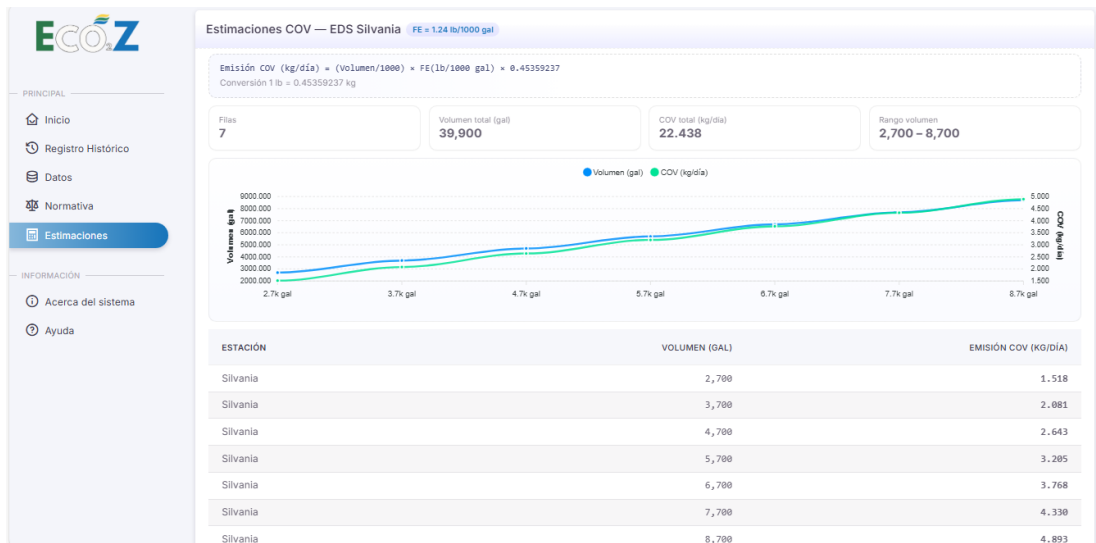 ECO₂Z
PRINCIPAL
Inicio
Registro Histórico
Datos
Normativa
Estimaciones
INFORMACIÓN
Acerca del sistema
Ayuda
Estimaciones COV — EDS Silvania FE = 1.24 lb/1000 gal
Emisión COV (kg/día) = (Volumen/1000) × FE(lb/1000 gal) × 0.45359237
Conversión 1 lb = 0.45359237 kg
Filas
7
Volumen total (gal)
39,900
COV total (kg/día)
22.438
Rango volumen
2,700 – 8,700
Volumen (gal) COV (kg/día)
Volumen (gal)
9000.000
8000.000
7000.000
6000.000
5000.000
4000.000
3000.000
2000.000
5.000
4.500
4.000
3.500
3.000
2.500
2.000
1.500
COV (kg/día)
2.7k gal 3.7k gal 4.7k gal 5.7k gal 6.7k gal 7.7k gal 8.7k gal
ESTACIÓN VOLUMEN (GAL) EMISIÓN COV (KG/DÍA)
Silvania 2,700 1.518
Silvania 3,700 2.081
Silvania 4,700 2.643
Silvania 5,700 3.205
Silvania 6,700 3.768
Silvania 7,700 4.330
Silvania 8,700 4.893